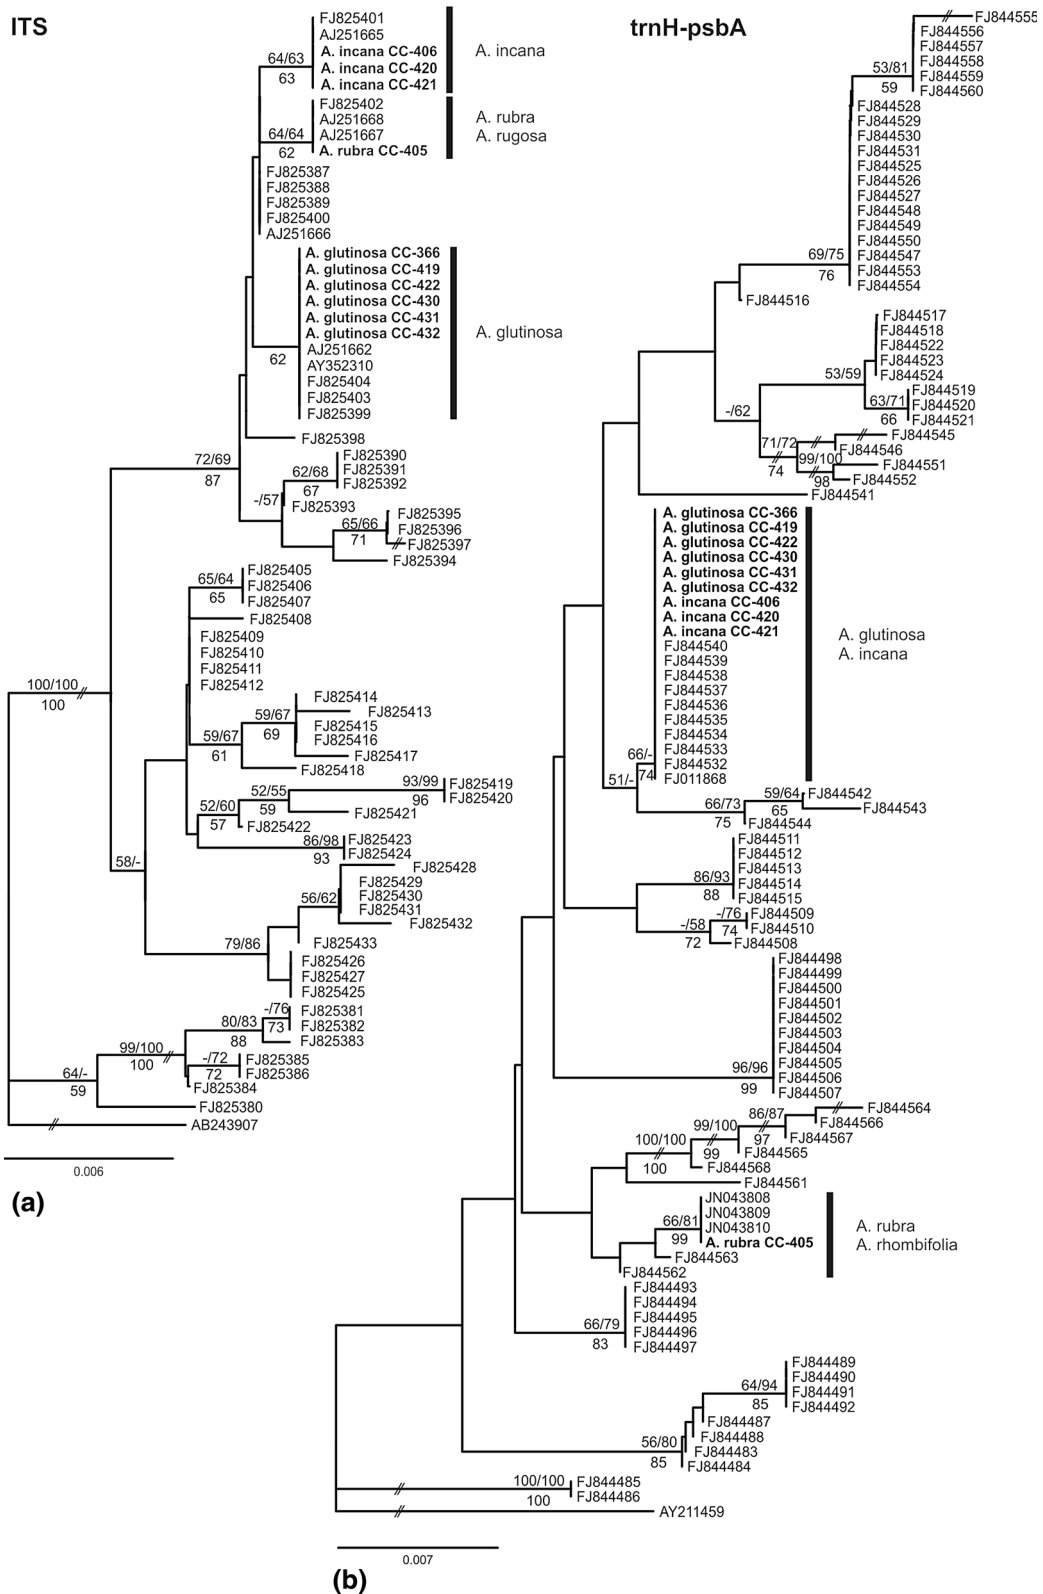 ITS
FJ825401
AJ251665
A. incana CC-406
A. incana CC-420
A. incana CC-421
64/63
63
A. incana
FJ825402
AJ251668
AJ251667
A. rubra CC-405
64/64
62
A. rubra
A. rugosa
FJ825387
FJ825388
FJ825389
FJ825400
AJ251666
A. glutinosa CC-366
A. glutinosa CC-419
A. glutinosa CC-422
A. glutinosa CC-430
A. glutinosa CC-431
A. glutinosa CC-432
AJ251662
AY352310
FJ825404
FJ825403
FJ825399
62
A. glutinosa
FJ825398
72/69
87
FJ825390
FJ825391
FJ825392
62/68
67
-/57
FJ825393
FJ825395
FJ825396
FJ825397
65/66
71
FJ825394
FJ825405
FJ825406
FJ825407
65/64
65
FJ825408
FJ825409
FJ825410
FJ825411
FJ825412
100/100
100
FJ825414
FJ825413
FJ825415
FJ825416
FJ825417
59/67
69
59/67
61
FJ825418
93/99
96
FJ825419
FJ825420
52/55
59
FJ825421
52/60
57
FJ825422
86/98
93
FJ825423
FJ825424
58/-
FJ825428
FJ825429
FJ825430
FJ825431
FJ825432
56/62
FJ825433
79/86
FJ825426
FJ825427
FJ825425
-/76
73
FJ825381
FJ825382
80/83
88
FJ825383
99/100
100
-/72
72
FJ825385
FJ825386
FJ825384
64/-
59
FJ825380
AB243907
0.006
(a)
trnH-psbA
FJ844555
FJ844556
FJ844557
FJ844558
FJ844559
FJ844560
53/81
59
FJ844528
FJ844529
FJ844530
FJ844531
FJ844525
FJ844526
FJ844527
FJ844548
FJ844549
FJ844550
FJ844547
FJ844553
FJ844554
69/75
76
FJ844516
FJ844517
FJ844518
FJ844522
FJ844523
FJ844524
53/59
FJ844519
FJ844520
FJ844521
63/71
66
-/62
FJ844545
FJ844546
71/72
74
99/100
98
FJ844551
FJ844552
FJ844541
A. glutinosa CC-366
A. glutinosa CC-419
A. glutinosa CC-422
A. glutinosa CC-430
A. glutinosa CC-431
A. glutinosa CC-432
A. incana CC-406
A. incana CC-420
A. incana CC-421
FJ844540
FJ844539
FJ844538
FJ844537
FJ844536
FJ844535
FJ844534
FJ844533
FJ844532
FJ011868
66/-
74
51/-
A. glutinosa
A. incana
59/64
65
FJ844542
FJ844543
66/73
75
FJ844544
FJ844511
FJ844512
FJ844513
FJ844514
FJ844515
86/93
88
-/76
74
FJ844509
FJ844510
-/58
72
FJ844508
FJ844498
FJ844499
FJ844500
FJ844501
FJ844502
FJ844503
FJ844504
FJ844505
FJ844506
FJ844507
96/96
99
86/87
97
FJ844564
FJ844566
FJ844567
99/100
99
FJ844565
100/100
100
FJ844568
FJ844561
JN043808
JN043809
JN043810
A. rubra CC-405
66/81
99
FJ844563
FJ844562
A. rubra
A. rhombifolia
FJ844493
FJ844494
FJ844495
FJ844496
FJ844497
66/79
83
FJ844489
FJ844490
FJ844491
FJ844492
64/94
85
FJ844487
FJ844488
FJ844483
FJ844484
56/80
85
100/100
100
FJ844485
FJ844486
AY211459
0.007
(b)